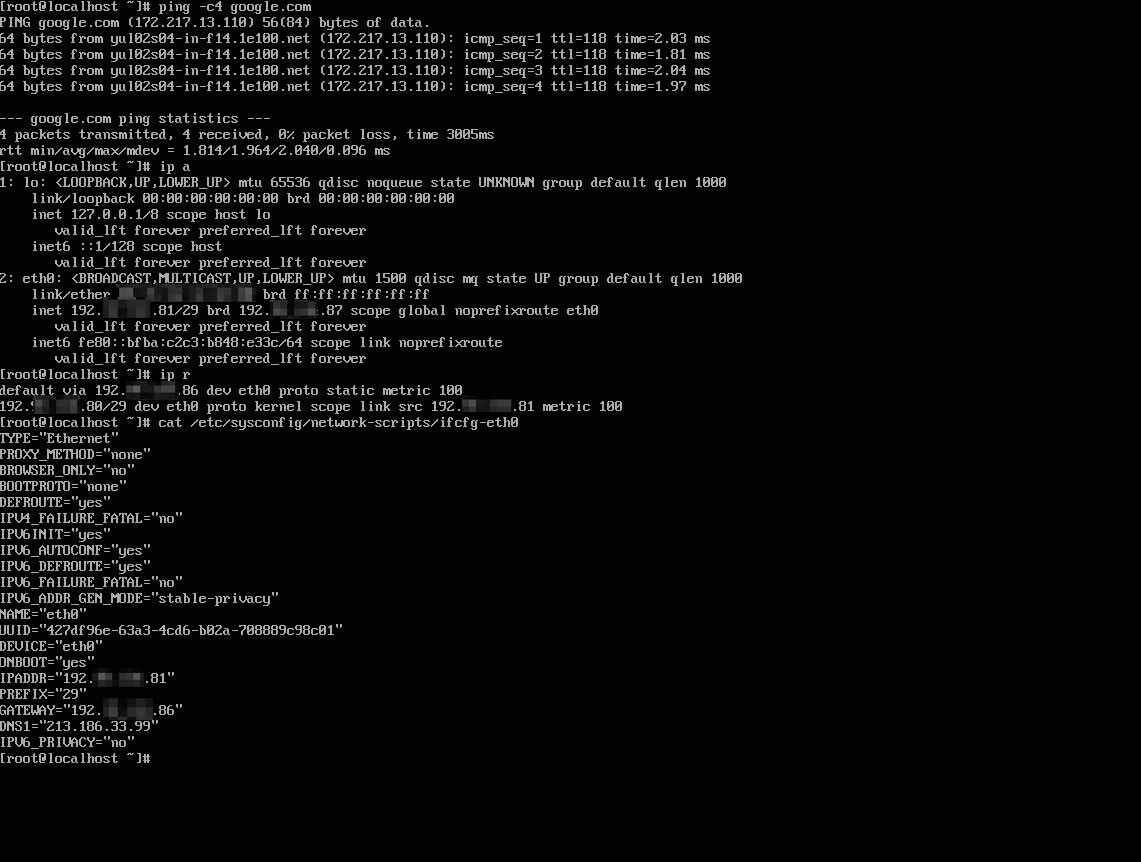 [root@localhost ~]# ping -c4 google.com
PING google.com (172.217.13.110) 56(84) bytes of data.
64 bytes from yul02s04-in-f14.1e100.net (172.217.13.110): icmp_seq=1 ttl=118 time=2.03 ms
64 bytes from yul02s04-in-f14.1e100.net (172.217.13.110): icmp_seq=2 ttl=118 time=1.81 ms
64 bytes from yul02s04-in-f14.1e100.net (172.217.13.110): icmp_seq=3 ttl=118 time=2.04 ms
64 bytes from yul02s04-in-f14.1e100.net (172.217.13.110): icmp_seq=4 ttl=118 time=1.97 ms
--- google.com ping statistics ---
4 packets transmitted, 4 received, 0% packet loss, time 3005ms
rtt min/avg/max/mdev = 1.814/1.964/2.040/0.096 ms
[root@localhost ~]# ip a
1: lo: <LOOPBACK,UP,LOWER_UP> mtu 65536 qdisc noqueue state UNKNOWN group default qlen 1000
link/loopback 00:00:00:00:00:00 brd 00:00:00:00:00:00
inet 127.0.0.1/8 scope host lo
valid_lft forever preferred_lft forever
inet6 ::1/128 scope host
valid_lft forever preferred_lft forever
2: eth0: <BROADCAST,MULTICAST,UP,LOWER_UP> mtu 1500 qdisc mq state UP group default qlen 1000
link/ether brd ff:ff:ff:ff:ff:ff
inet 192. .81/29 brd 192. .87 scope global noprefixroute eth0
valid_lft forever preferred_lft forever
inet6 fe80::bfba:c2c3:b848:e33c/64 scope link noprefixroute
valid_lft forever preferred_lft forever
[root@localhost ~]# ip r
default via 192. .86 dev eth0 proto static metric 100
192. .80/29 dev eth0 proto kernel scope link src 192. .81 metric 100
[root@localhost ~]# cat /etc/sysconfig/network-scripts/ifcfg-eth0
TYPE="Ethernet"
PROXY_METHOD="none"
BROWSER_ONLY="no"
BOOTPROTO="none"
DEFROUTE="yes"
IPV4_FAILURE_FATAL="no"
IPV6INIT="yes"
IPV6_AUTOCONF="yes"
IPV6_DEFROUTE="yes"
IPV6_FAILURE_FATAL="no"
IPV6_ADDR_GEN_MODE="stable-privacy"
NAME="eth0"
UUID="427df96e-63a3-4cd6-b02a-708889c98c01"
DEVICE="eth0"
ONBOOT="yes"
IPADDR="192. .81"
PREFIX="29"
GATEWAY="192. .86"
DNS1="213.186.33.99"
IPV6_PRIVACY="no"
[root@localhost ~]#